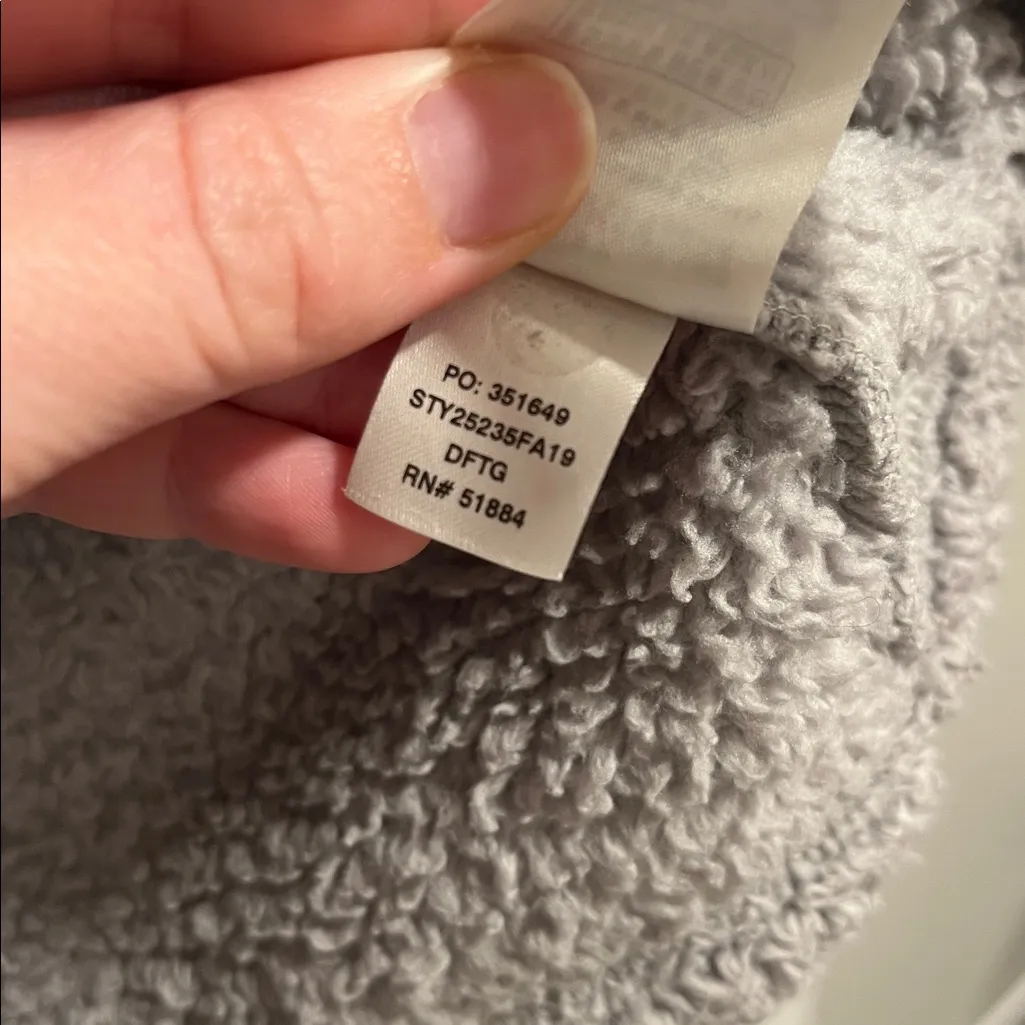 PO: 351649
STY25235FA19
DFTG
RN# 51884